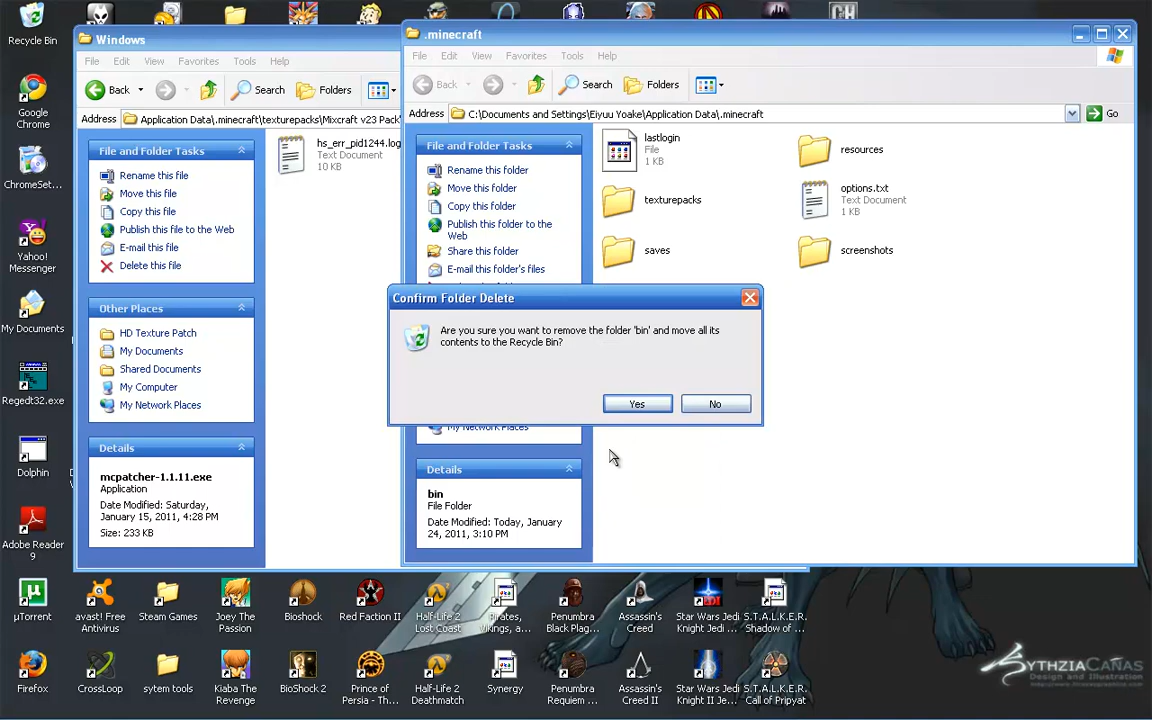 Recycle Bin
Google
Chrome
ChromeSet...
Yahoo!
Messenger
My Documents
Regedt32.exe
Dolphin
Adobe Reader
9
Windows
File Edit View Favorites Tools Help
Back Search Folders
Address Application Data\.minecraft\texturepacks\Mixcraft v23 Pack
File and Folder Tasks
Rename this file
Move this file
Copy this file
Publish this file to the Web
E-mail this file
Delete this file
Other Places
HD Texture Patch
My Documents
Shared Documents
My Computer
My Network Places
Details
mcpatcher-1.1.11.exe
Application
Date Modified: Saturday,
January 15, 2011, 4:28 PM
Size: 233 KB
hs_err_pid1244.log
Text Document
10 KB
.minecraft
File Edit View Favorites Tools Help
Back Search Folders
Address C:\Documents and Settings\Eiyuu Yoake\Application Data\.minecraft Go
File and Folder Tasks
Rename this folder
Move this folder
Copy this folder
Publish this folder to the
Web
Share this folder
E-mail this folder's files
My Network Places
Details
bin
File Folder
Date Modified: Today, January
24, 2011, 3:10 PM
lastlogin
File
1 KB
resources
texturepacks
options.txt
Text Document
1 KB
saves
screenshots
Confirm Folder Delete
Are you sure you want to remove the folder 'bin' and move all its
contents to the Recycle Bin?
Yes No
µTorrent
avast! Free
Antivirus
Steam Games
Joey The
Passion
Bioshock
Red Faction II
Half-Life 2
Lost Coast
Pirates,
Vikings, a...
Penumbra
Black Plag...
Assassin's
Creed
Star Wars Jedi
Knight Jedi ...
S.T.A.L.K.E.R.
Shadow of ...
Firefox
CrossLoop
sytem tools
Kiaba The
Revenge
BioShock 2
Prince of
Persia - Th...
Half-Life 2
Deathmatch
Synergy
Penumbra
Requiem ...
Assassin's
Creed II
Star Wars Jedi
Knight II Je...
S.T.A.L.K.E.R.
Call of Pripyat
SYTHZIACANAS
Design and Illustration